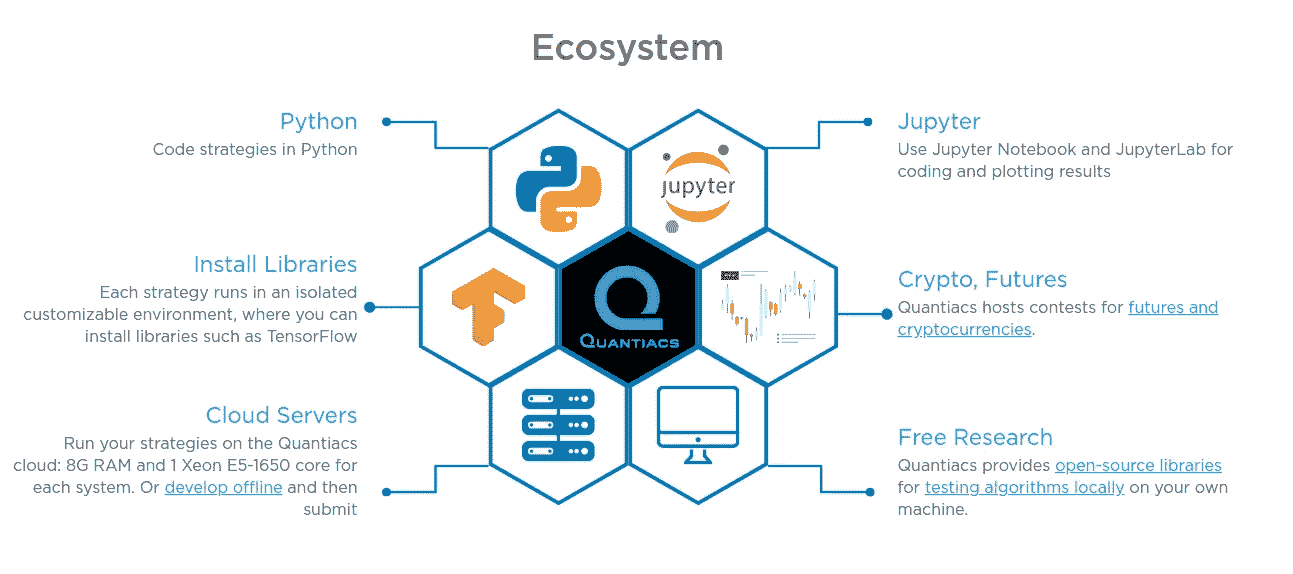 Ecosystem
Python
Code strategies in Python
Install Libraries
Each strategy runs in an isolated
customizable environment, where you can
install libraries such as TensorFlow
Cloud Servers
Run your strategies on the Quantiacs
cloud: 8G RAM and 1 Xeon E5-1650 core for
each system. Or develop offline and then
submit
jupyter
QUANTIACS
Jupyter
Use Jupyter Notebook and JupyterLab for
coding and plotting results
Crypto, Futures
Quantiacs hosts contests for futures and
cryptocurrencies.
Free Research
Quantiacs provides open-source libraries
for testing algorithms locally on your own
machine.